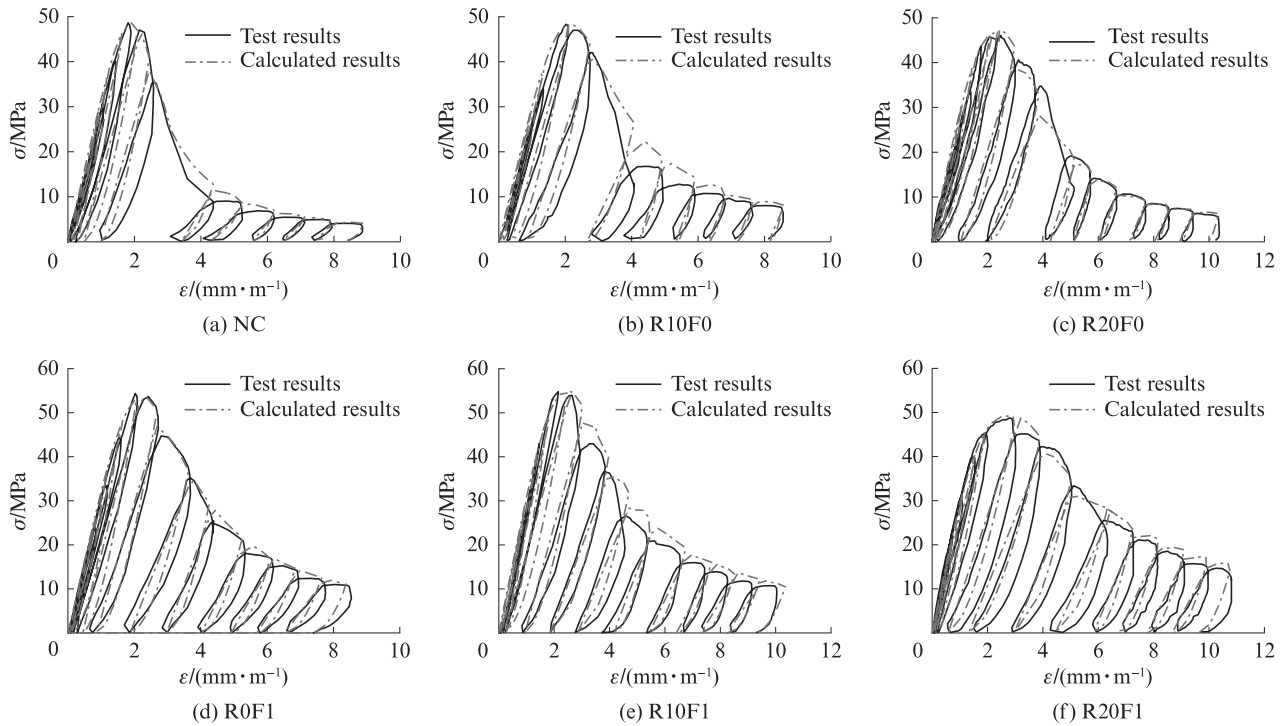 50
40
30
20
10
0
2
4
6
8
10
σ/MPa
ε/(mm·m⁻¹)
Test results
Calculated results
(a) NC
50
40
30
20
10
0
2
4
6
8
10
σ/MPa
ε/(mm·m⁻¹)
Test results
Calculated results
(b) R10F0
50
40
30
20
10
0
2
4
6
8
10
12
σ/MPa
ε/(mm·m⁻¹)
Test results
Calculated results
(c) R20F0
60
50
40
30
20
10
0
2
4
6
8
10
σ/MPa
ε/(mm·m⁻¹)
Test results
Calculated results
(d) R0F1
60
50
40
30
20
10
0
2
4
6
8
10
12
σ/MPa
ε/(mm·m⁻¹)
Test results
Calculated results
(e) R10F1
60
50
40
30
20
10
0
2
4
6
8
10
12
σ/MPa
ε/(mm·m⁻¹)
Test results
Calculated results
(f) R20F1